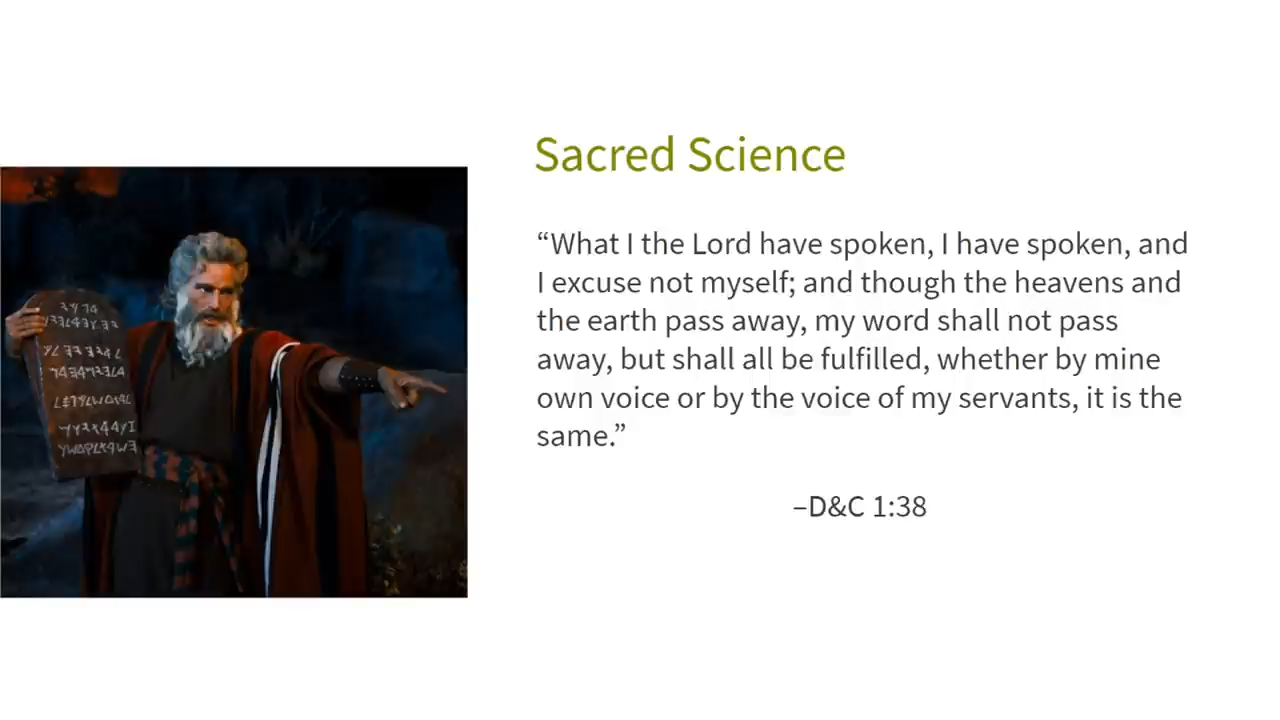 Sacred Science
“What I the Lord have spoken, I have spoken, and
I excuse not myself; and though the heavens and
the earth pass away, my word shall not pass
away, but shall all be fulfilled, whether by mine
own voice or by the voice of my servants, it is the
same.”
–D&C 1:38